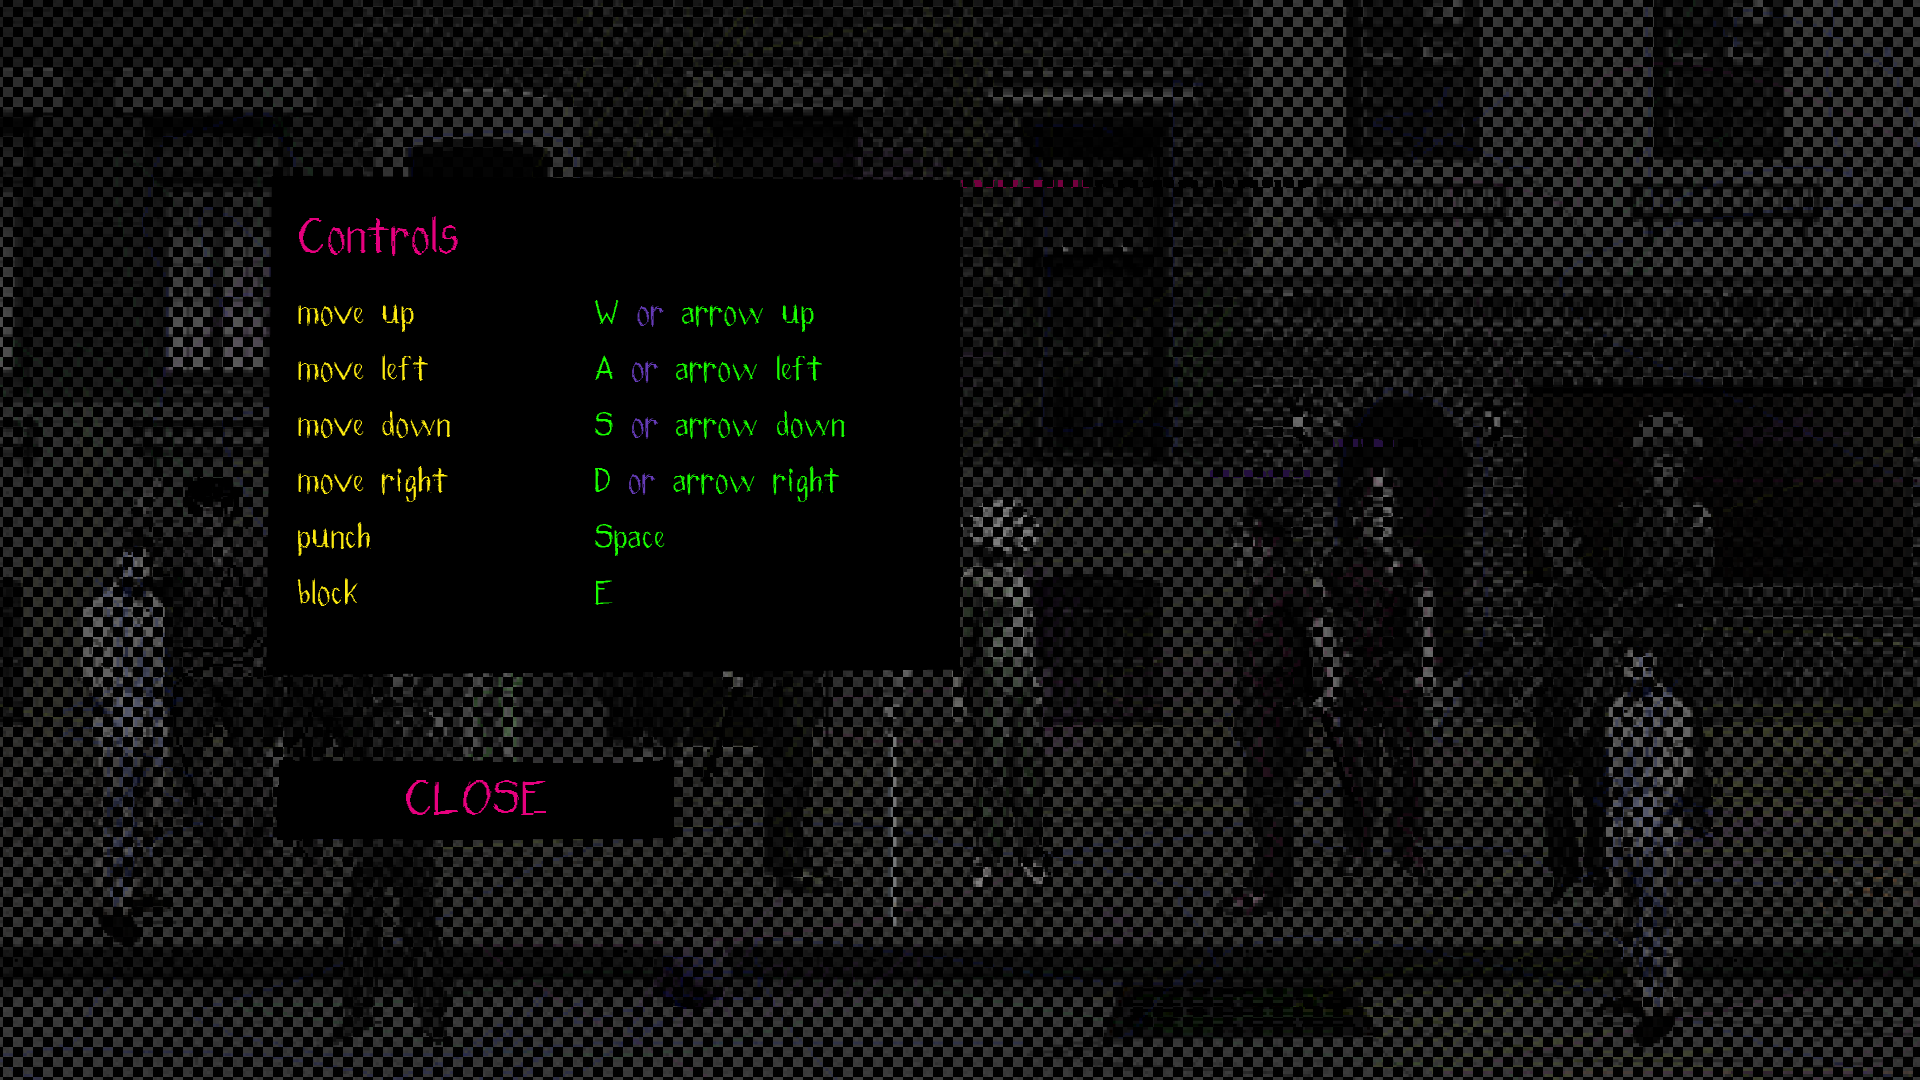 Controls
move up W or arrow up
move left A or arrow left
move down S or arrow down
move right D or arrow right
punch Space
block E
CLOSE